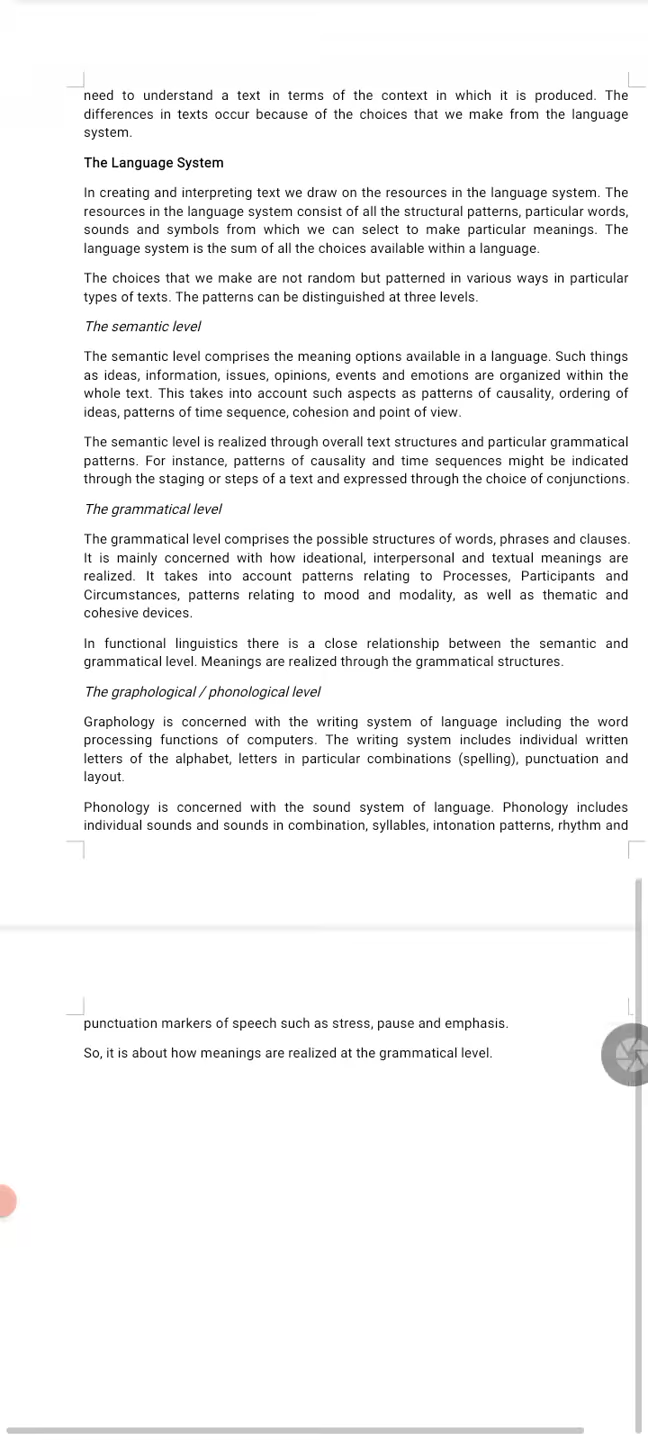 need to understand a text in terms of the context in which it is produced. The
differences in texts occur because of the choices that we make from the language
system.
The Language System
In creating and interpreting text we draw on the resources in the language system. The
resources in the language system consist of all the structural patterns, particular words,
sounds and symbols from which we can select to make particular meanings. The
language system is the sum of all the choices available within a language.
The choices that we make are not random but patterned in various ways in particular
types of texts. The patterns can be distinguished at three levels.
The semantic level
The semantic level comprises the meaning options available in a language. Such things
as ideas, information, issues, opinions, events and emotions are organized within the
whole text. This takes into account such aspects as patterns of causality, ordering of
ideas, patterns of time sequence, cohesion and point of view.
The semantic level is realized through overall text structures and particular grammatical
patterns. For instance, patterns of causality and time sequences might be indicated
through the staging or steps of a text and expressed through the choice of conjunctions.
The grammatical level
The grammatical level comprises the possible structures of words, phrases and clauses.
It is mainly concerned with how ideational, interpersonal and textual meanings are
realized. It takes into account patterns relating to Processes, Participants and
Circumstances, patterns relating to mood and modality, as well as thematic and
cohesive devices.
In functional linguistics there is a close relationship between the semantic and
grammatical level. Meanings are realized through the grammatical structures.
The graphological / phonological level
Graphology is concerned with the writing system of language including the word
processing functions of computers. The writing system includes individual written
letters of the alphabet, letters in particular combinations (spelling), punctuation and
layout.
Phonology is concerned with the sound system of language. Phonology includes
individual sounds and sounds in combination, syllables, intonation patterns, rhythm and
punctuation markers of speech such as stress, pause and emphasis.
So, it is about how meanings are realized at the grammatical level.